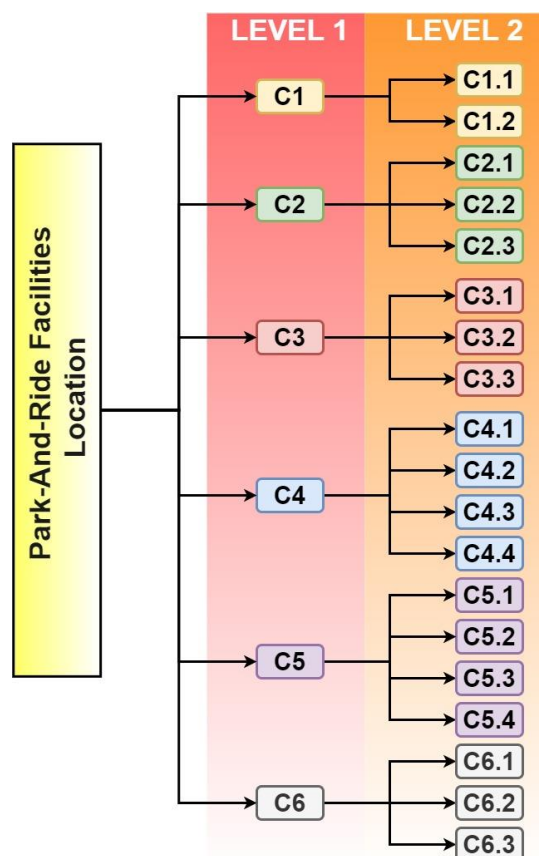 LEVEL 1
LEVEL 2
Park-And-Ride Facilities
Location
C1
C1.1
C1.2
C2
C2.1
C2.2
C2.3
C3
C3.1
C3.2
C3.3
C4
C4.1
C4.2
C4.3
C4.4
C5
C5.1
C5.2
C5.3
C5.4
C6
C6.1
C6.2
C6.3